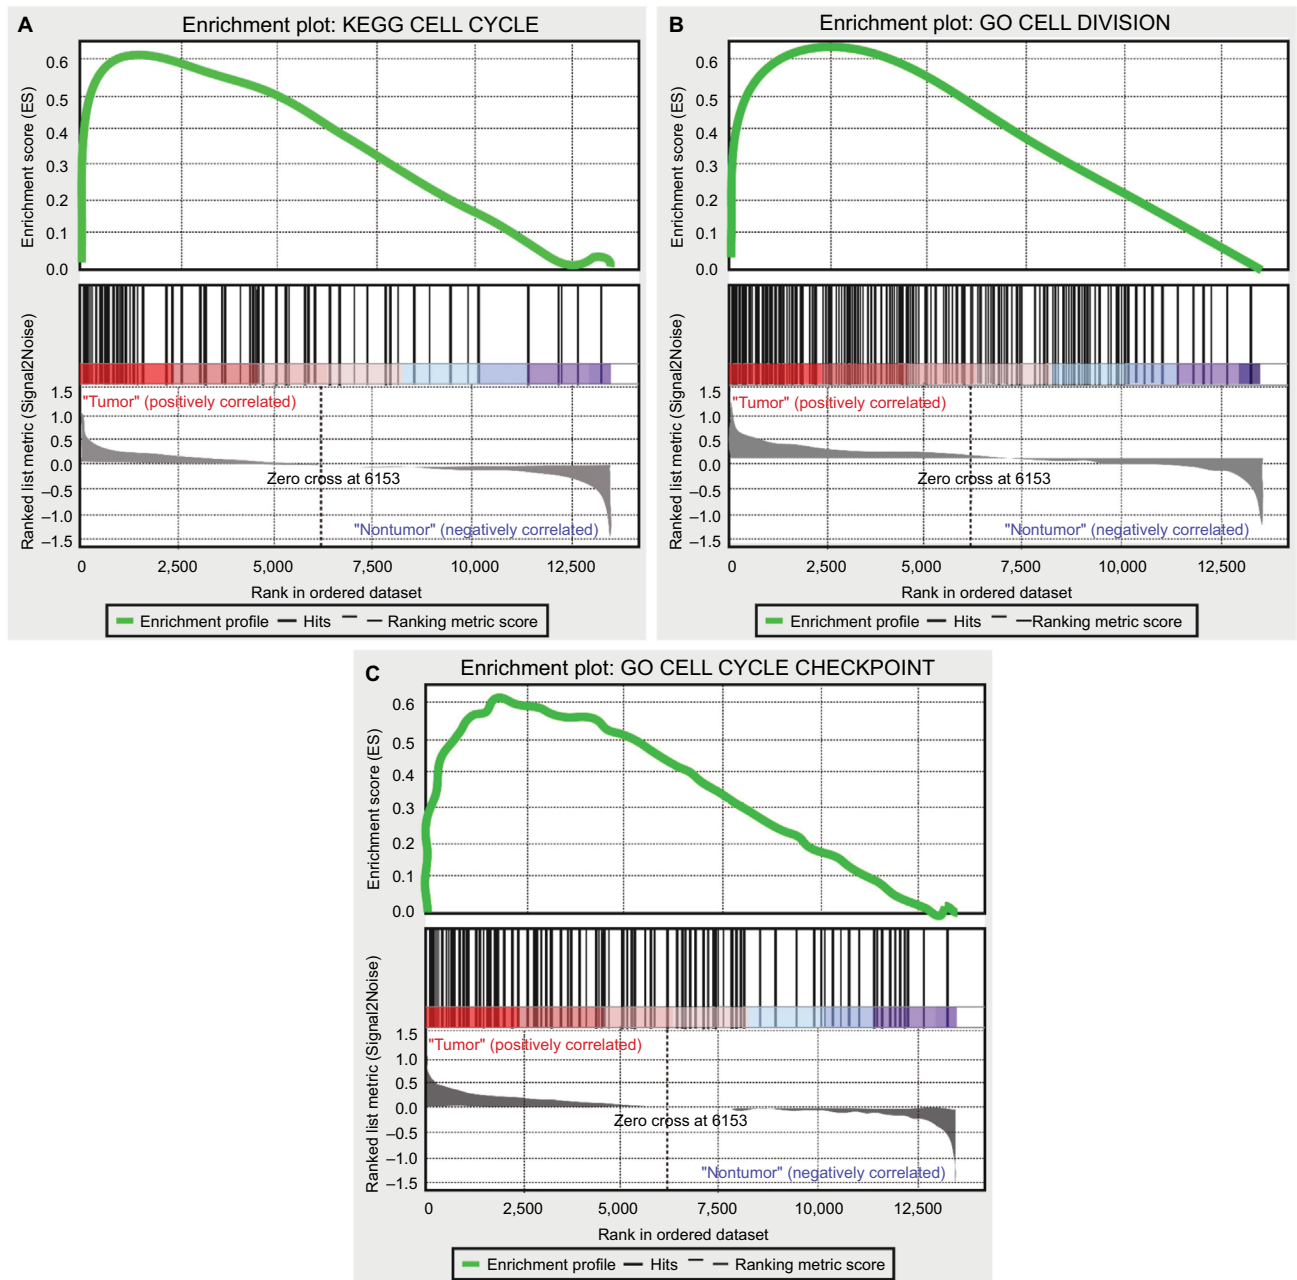 A
Enrichment plot: KEGG CELL CYCLE
Enrichment score (ES)
0.6
0.5
0.4
0.3
0.2
0.1
0.0
Ranked list metric (Signal2Noise)
1.5
1.0
0.5
0.0
–0.5
–1.0
–1.5
"Tumor" (positively correlated)
Zero cross at 6153
"Nontumor" (negatively correlated)
0 2,500 5,000 7,500 10,000 12,500
Rank in ordered dataset
Enrichment profile Hits Ranking metric score
B
Enrichment plot: GO CELL DIVISION
Enrichment score (ES)
0.6
0.5
0.4
0.3
0.2
0.1
0.0
Ranked list metric (Signal2Noise)
1.5
1.0
0.5
0.0
–0.5
–1.0
–1.5
"Tumor" (positively correlated)
Zero cross at 6153
"Nontumor" (negatively correlated)
0 2,500 5,000 7,500 10,000 12,500
Rank in ordered dataset
Enrichment profile Hits Ranking metric score
C
Enrichment plot: GO CELL CYCLE CHECKPOINT
Enrichment score (ES)
0.6
0.5
0.4
0.3
0.2
0.1
0.0
Ranked list metric (Signal2Noise)
1.5
1.0
0.5
0.0
–0.5
–1.0
–1.5
"Tumor" (positively correlated)
Zero cross at 6153
"Nontumor" (negatively correlated)
0 2,500 5,000 7,500 10,000 12,500
Rank in ordered dataset
Enrichment profile Hits Ranking metric score